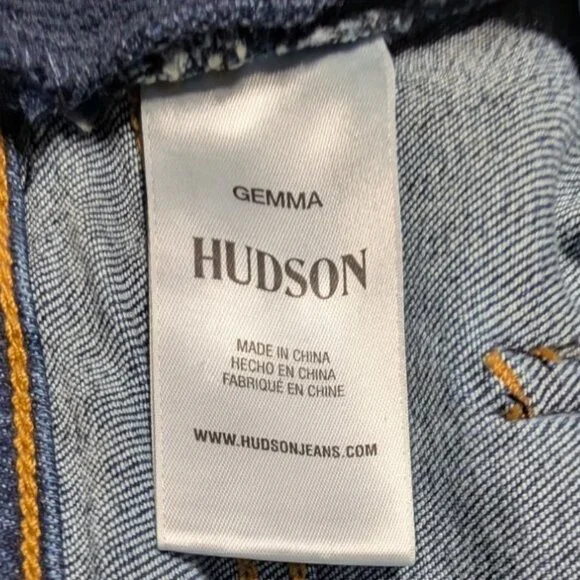 GEMMA
HUDSON
MADE IN CHINA
HECHO EN CHINA
FABRIQUÉ EN CHINE
WWW.HUDSONJEANS.COM